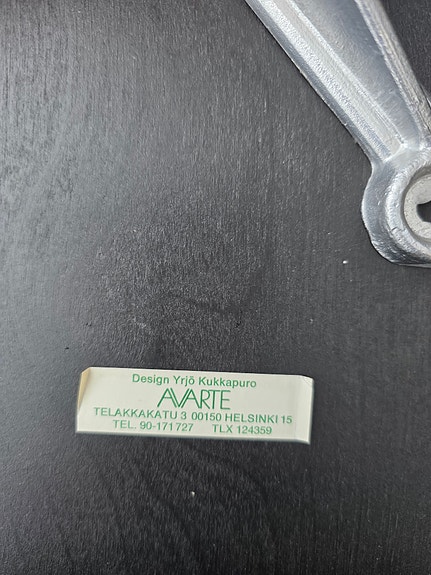 Design Yrjö Kukkapuro
AVARTE
TELAKKAKATU 3 00150 HELSINKI 15
TEL. 90-171727 TLX 124359